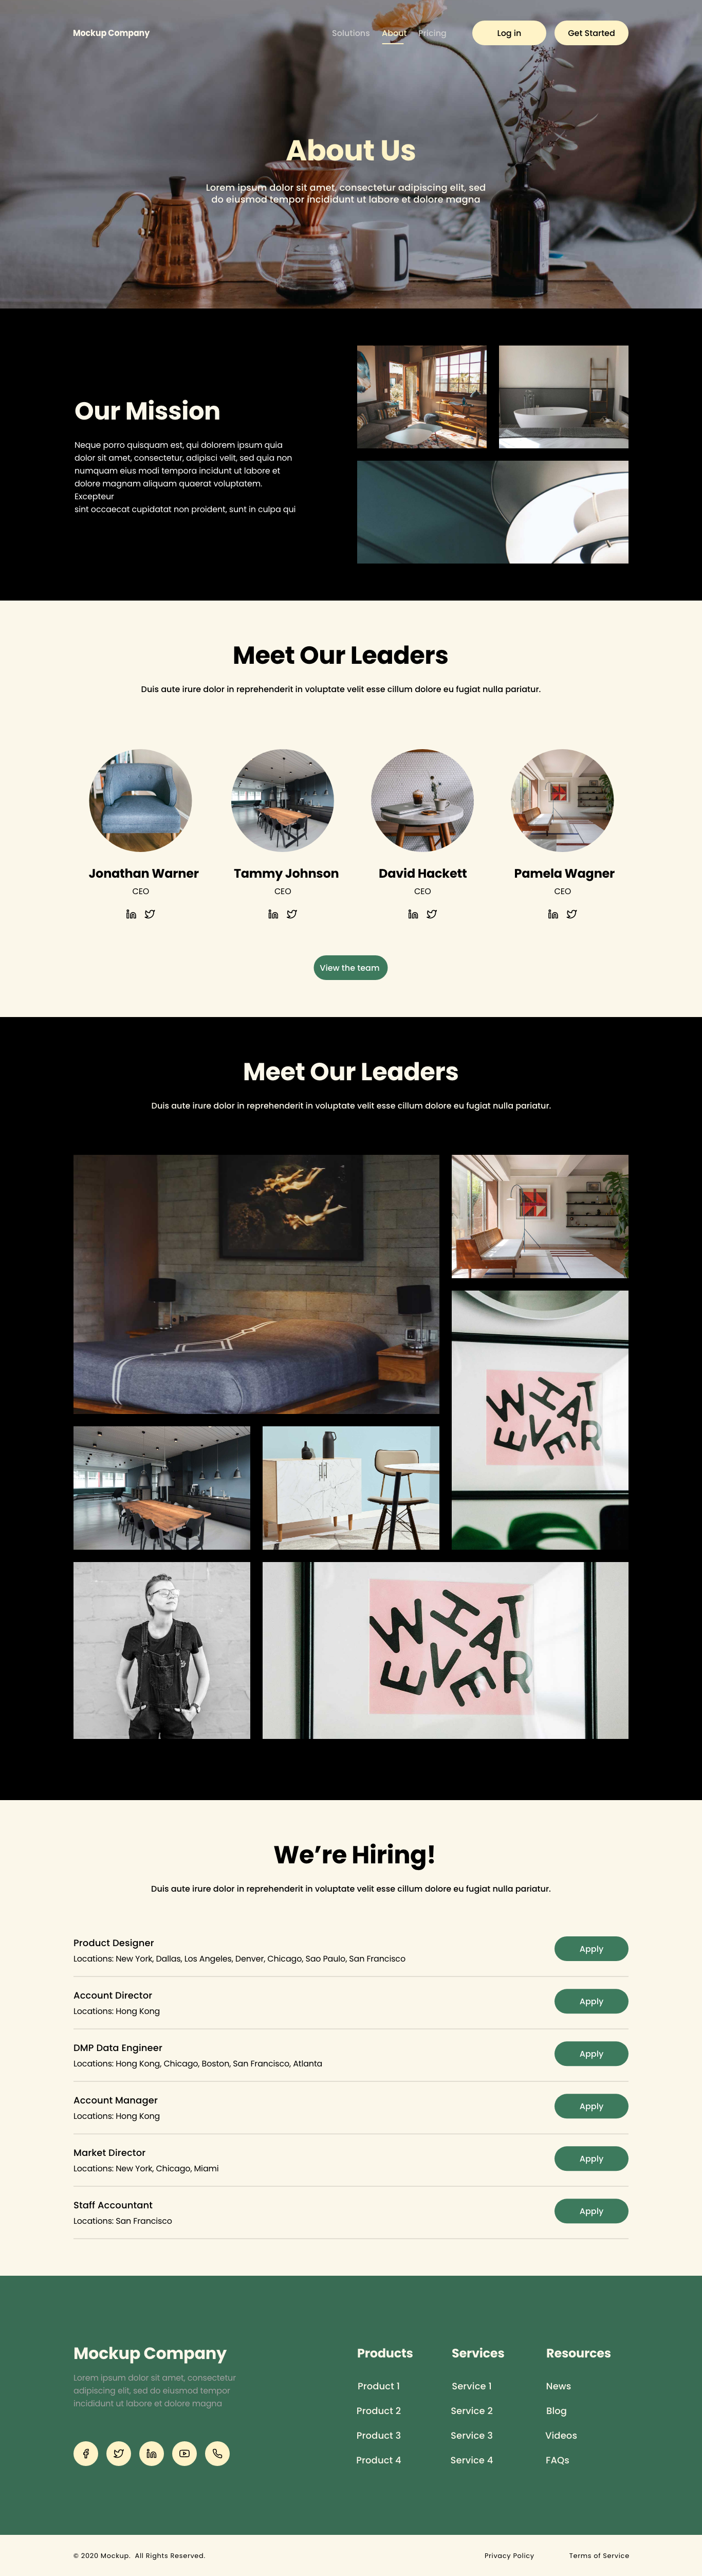 Mockup Company
Solutions About Pricing Log in Get Started
About Us
Lorem ipsum dolor sit amet, consectetur adipiscing elit, sed
do eiusmod tempor incididunt ut labore et dolore magna
D
Our Mission
Neque porro quisquam est, qui dolorem ipsum quia
dolor sit amet, consectetur, adipisci velit, sed quia non
numquam eius modi tempora incidunt ut labore et
dolore magnam aliquam quaerat voluptatem.
Excepteur
sint occaecat cupidatat non proident, sunt in culpa qui
Meet Our Leaders
Duis aute irure dolor in reprehenderit in voluptate velit esse cillum dolore eu fugiat nulla pariatur.
Jonathan Warner
CEO
Tammy Johnson
CEO
David Hackett
CEO
Pamela Wagner
CEO
View the team
Meet Our Leaders
Duis aute irure dolor in reprehenderit in voluptate velit esse cillum dolore eu fugiat nulla pariatur.
WHAT
EVER
WHAT
EVER
We’re Hiring!
Duis aute irure dolor in reprehenderit in voluptate velit esse cillum dolore eu fugiat nulla pariatur.
Product Designer
Locations: New York, Dallas, Los Angeles, Denver, Chicago, Sao Paulo, San Francisco
Apply
Account Director
Locations: Hong Kong
Apply
DMP Data Engineer
Locations: Hong Kong, Chicago, Boston, San Francisco, Atlanta
Apply
Account Manager
Locations: Hong Kong
Apply
Market Director
Locations: New York, Chicago, Miami
Apply
Staff Accountant
Locations: San Francisco
Apply
Mockup Company
Lorem ipsum dolor sit amet, consectetur
adipiscing elit, sed do eiusmod tempor
incididunt ut labore et dolore magna
Products
Product 1
Product 2
Product 3
Product 4
Services
Service 1
Service 2
Service 3
Service 4
Resources
News
Blog
Videos
FAQs
© 2020 Mockup. All Rights Reserved.
Privacy Policy
Terms of Service